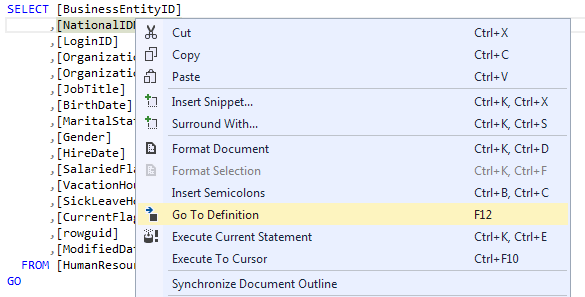 SELECT [BusinessEntityID]
,[NationalIDN
,[LoginID]
,[Organizatio
,[Organizatio
,[JobTitle]
,[BirthDate]
,[MaritalStat
,[Gender]
,[HireDate]
,[SalariedFla
,[VacationHou
,[SickLeaveHo
,[CurrentFlag
,[rowguid]
,[ModifiedDat
FROM [HumanResour
GO
Cut Ctrl+X
Copy Ctrl+C
Paste Ctrl+V
Insert Snippet... Ctrl+K, Ctrl+X
Surround With... Ctrl+K, Ctrl+S
Format Document Ctrl+K, Ctrl+D
Format Selection Ctrl+K, Ctrl+F
Insert Semicolons Ctrl+B, Ctrl+C
Go To Definition F12
Execute Current Statement Ctrl+K, Ctrl+E
Execute To Cursor Ctrl+F10
Synchronize Document Outline